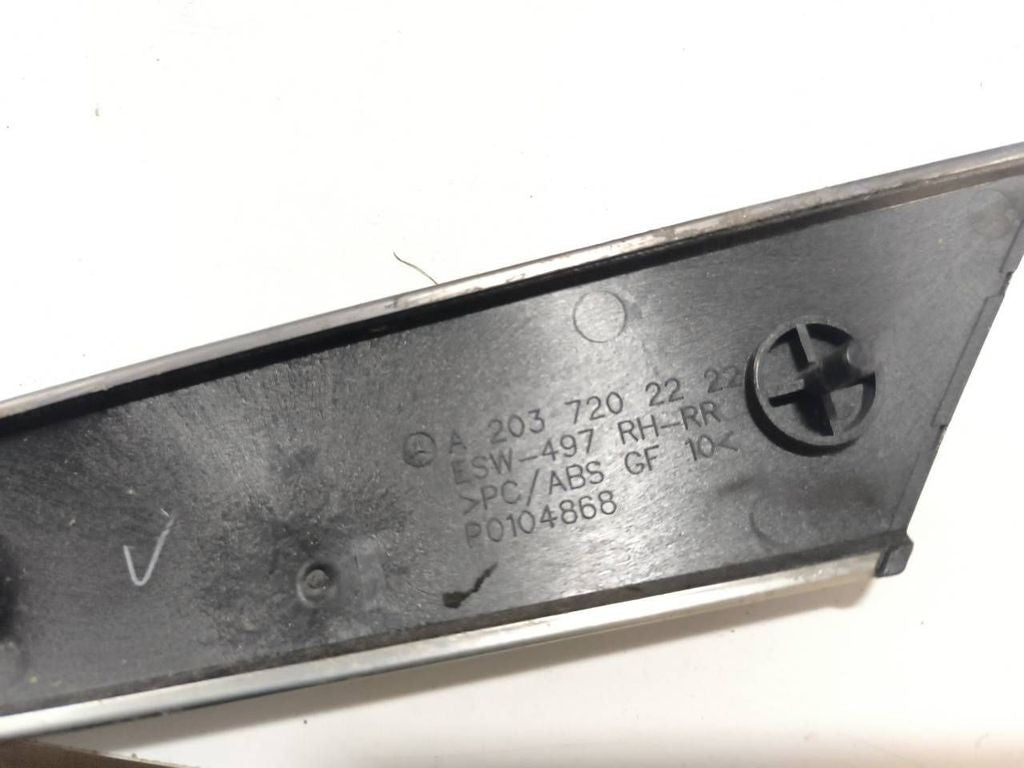 A 203 720 22 22
ESW-497 RH-RR
>PC/ABS GF 10<
P0104868